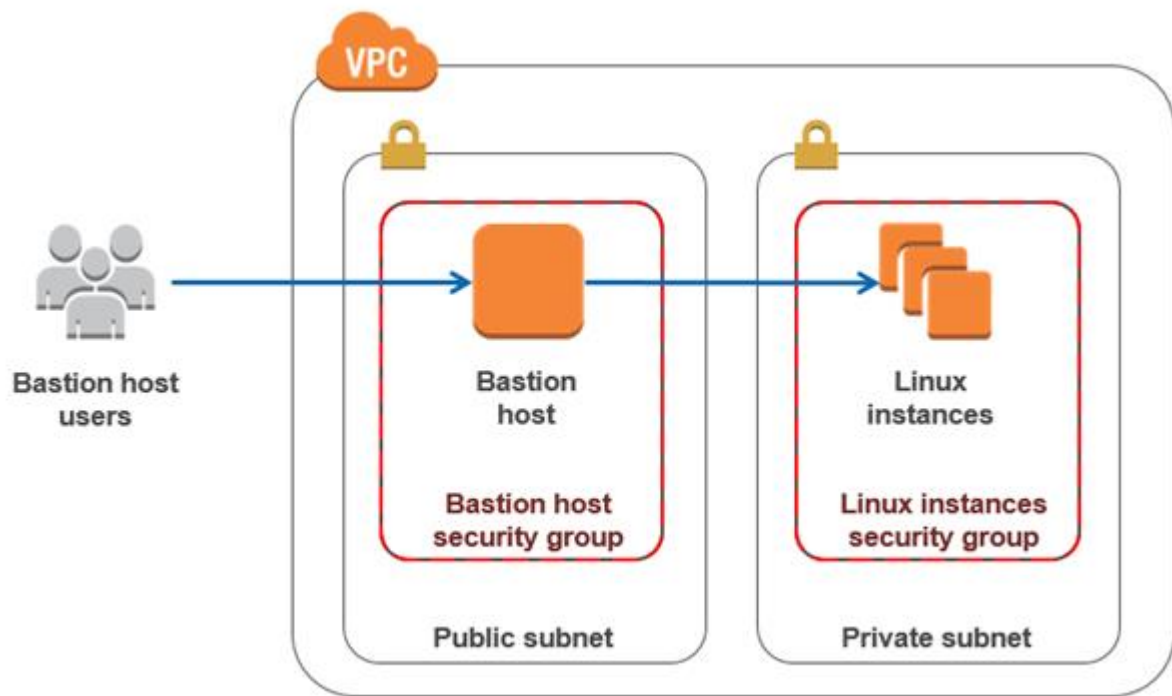 VPC
Bastion host
users
Bastion
host
Linux
instances
Bastion host
security group
Linux instances
security group
Public subnet
Private subnet